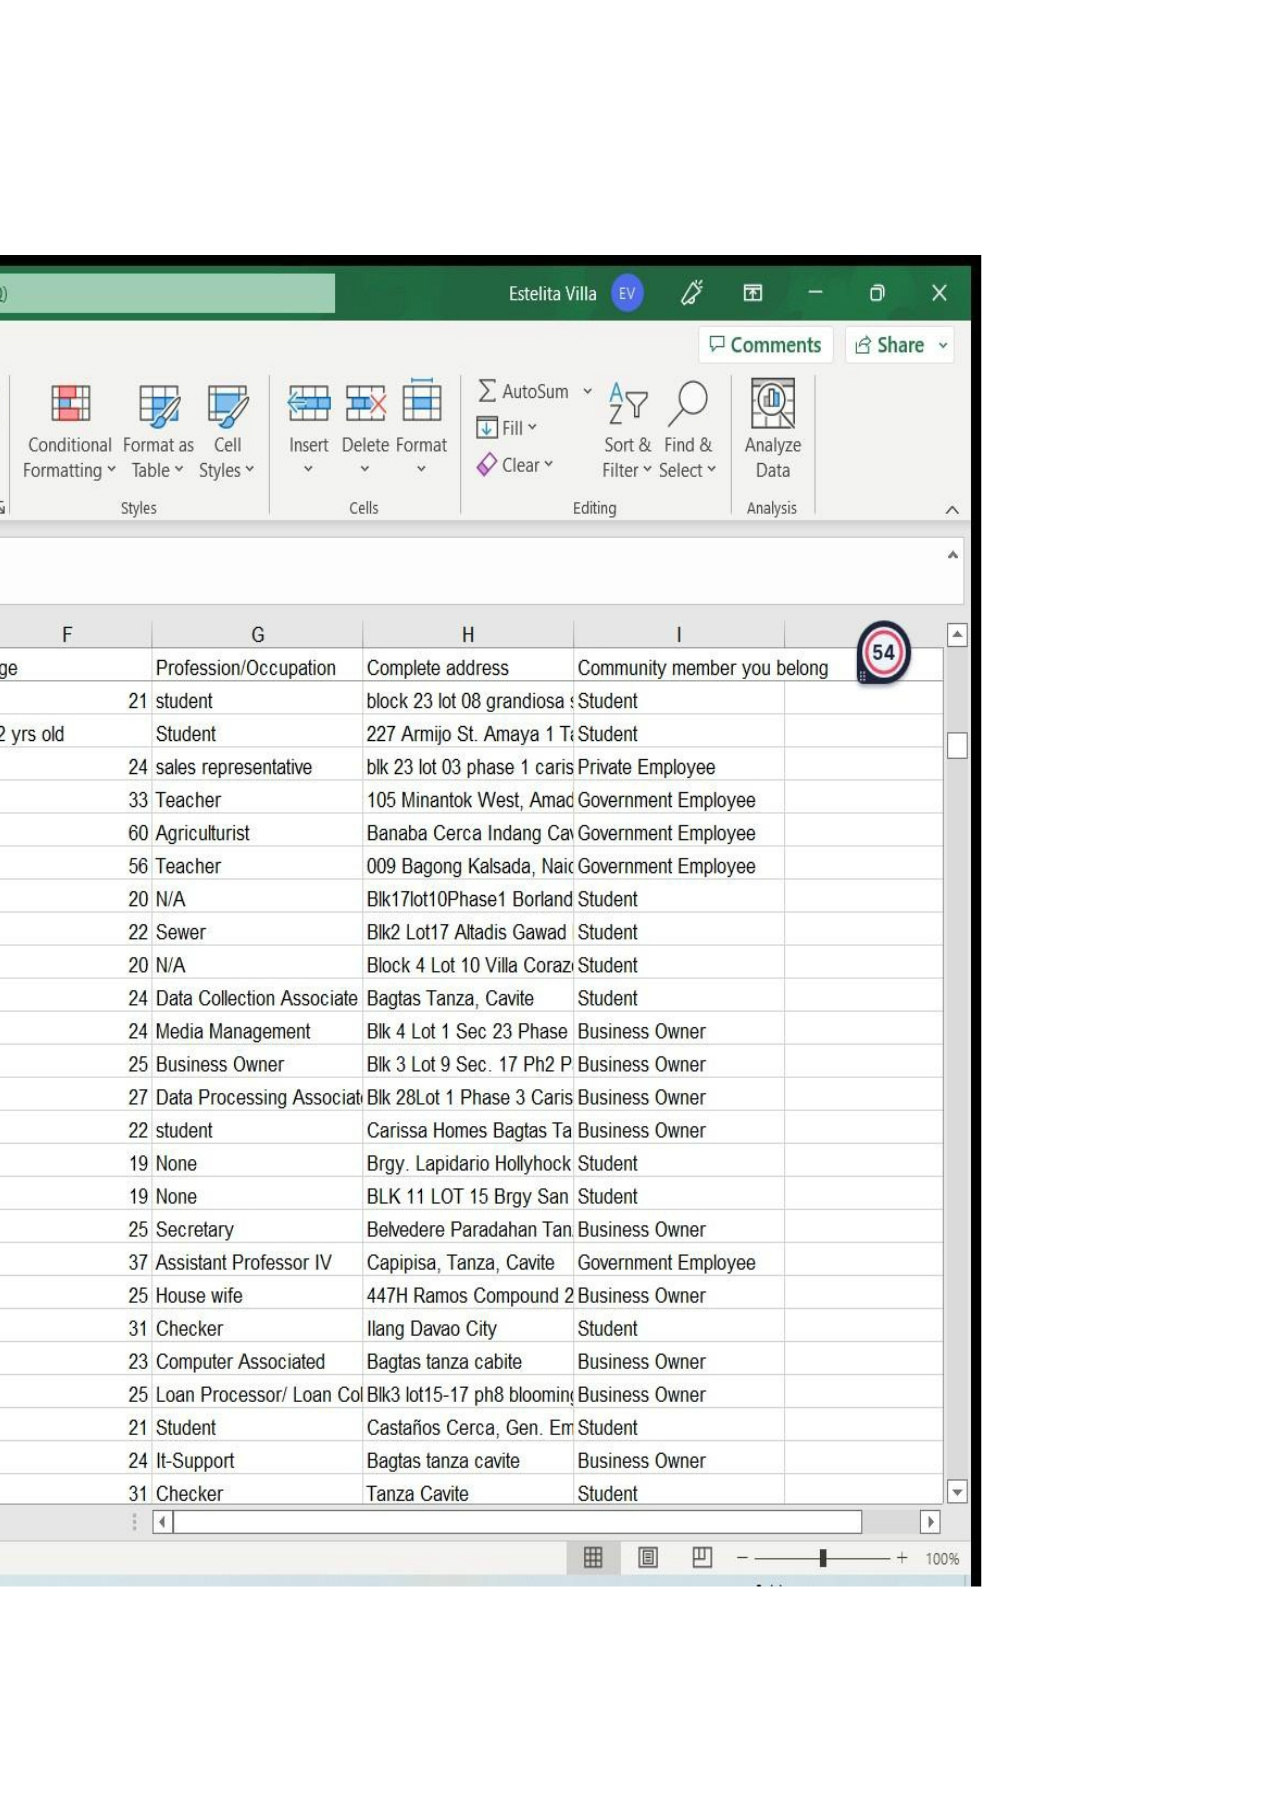 Estelita Villa EV
Comments Share
AutoSum
Fill
Clear
Conditional Format as Cell Insert Delete Format Sort & Find & Analyze
Formatting Table Styles Filter Select Data
Styles Cells Editing Analysis
F G H I
ge Profession/Occupation Complete address Community member you belong
54
21 student block 23 lot 08 grandiosa Student
2 yrs old Student 227 Armijo St. Amaya 1 Student
24 sales representative blk 23 lot 03 phase 1 caris Private Employee
33 Teacher 105 Minantok West, Amad Government Employee
60 Agriculturist Banaba Cerca Indang Cav Government Employee
56 Teacher 009 Bagong Kalsada, Naic Government Employee
20 N/A Blk17lot10Phase1 Borland Student
22 Sewer Blk2 Lot17 Altadis Gawad Student
20 N/A Block 4 Lot 10 Villa Coraz Student
24 Data Collection Associate Bagtas Tanza, Cavite Student
24 Media Management Blk 4 Lot 1 Sec 23 Phase Business Owner
25 Business Owner Blk 3 Lot 9 Sec. 17 Ph2 P Business Owner
27 Data Processing Associat Blk 28Lot 1 Phase 3 Caris Business Owner
22 student Carissa Homes Bagtas Ta Business Owner
19 None Brgy. Lapidario Hollyhock Student
19 None BLK 11 LOT 15 Brgy San Student
25 Secretary Belvedere Paradahan Tan Business Owner
37 Assistant Professor IV Capipisa, Tanza, Cavite Government Employee
25 House wife 447H Ramos Compound 2 Business Owner
31 Checker Ilang Davao City Student
23 Computer Associated Bagtas tanza cabite Business Owner
25 Loan Processor/ Loan Col Blk3 lot15-17 ph8 blooming Business Owner
21 Student Castaños Cerca, Gen. Em Student
24 It-Support Bagtas tanza cavite Business Owner
31 Checker Tanza Cavite Student
100%